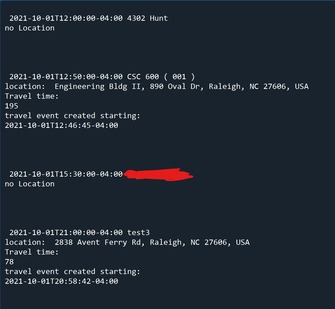 2021-10-01T12:00:00-04:00 4302 Hunt
no Location
2021-10-01T12:50:00-04:00 CSC 600 ( 001 )
location:  Engineering Bldg II, 890 Oval Dr, Raleigh, NC 27606, USA
Travel time:
195
travel event created starting:
2021-10-01T12:46:45-04:00
2021-10-01T15:30:00-04:00
no Location
2021-10-01T21:00:00-04:00 test3
location:  2838 Avent Ferry Rd, Raleigh, NC 27606, USA
Travel time:
78
travel event created starting:
2021-10-01T20:58:42-04:00